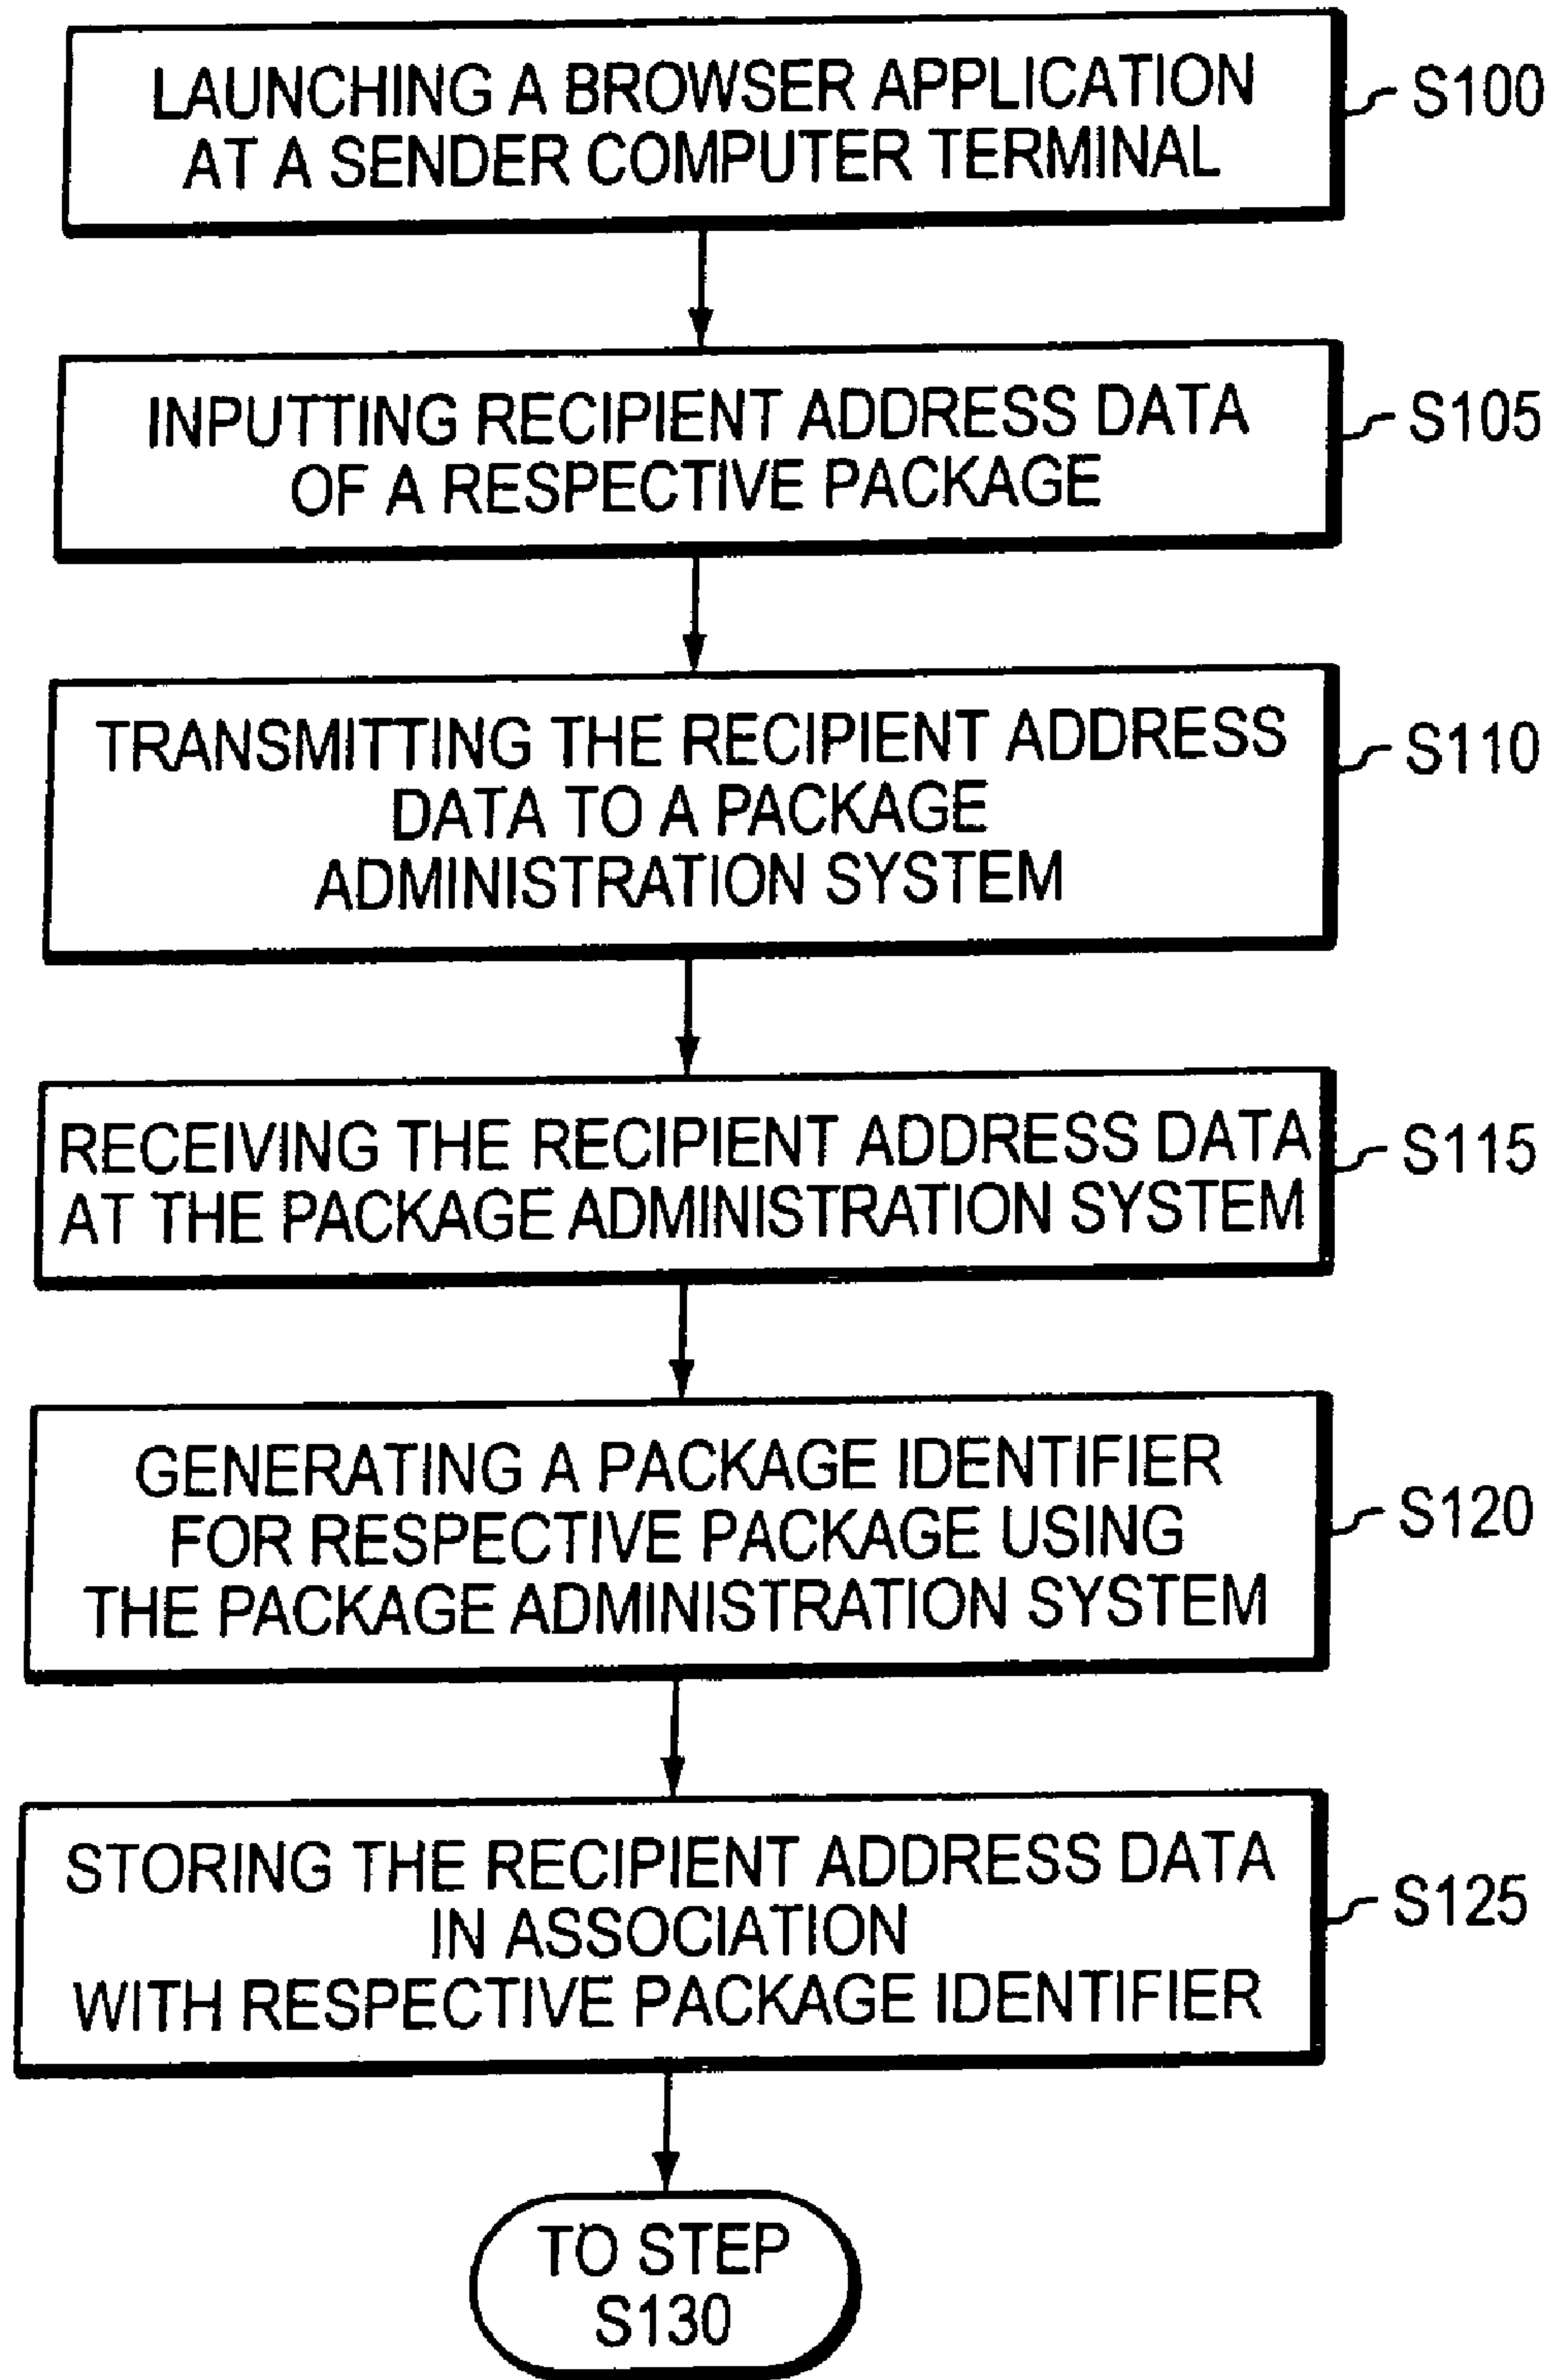 LAUNCHING A BROWSER APPLICATION
AT A SENDER COMPUTER TERMINAL
S100
INPUTTING RECIPIENT ADDRESS DATA
OF A RESPECTIVE PACKAGE
S105
TRANSMITTING THE RECIPIENT ADDRESS
DATA TO A PACKAGE
ADMINISTRATION SYSTEM
S110
RECEIVING THE RECIPIENT ADDRESS DATA
AT THE PACKAGE ADMINISTRATION SYSTEM
S115
GENERATING A PACKAGE IDENTIFIER
FOR RESPECTIVE PACKAGE USING
THE PACKAGE ADMINISTRATION SYSTEM
S120
STORING THE RECIPIENT ADDRESS DATA
IN ASSOCIATION
WITH RESPECTIVE PACKAGE IDENTIFIER
S125
TO STEP
S130